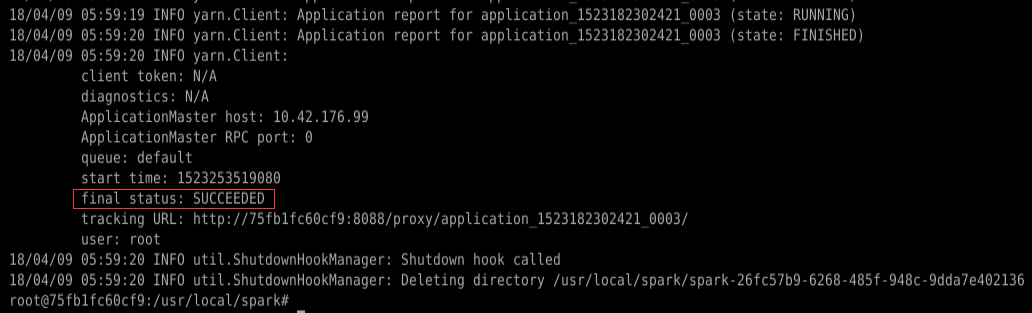 18/04/09 05:59:19 INFO yarn.Client: Application report for application_1523182302421_0003 (state: RUNNING)
18/04/09 05:59:20 INFO yarn.Client: Application report for application_1523182302421_0003 (state: FINISHED)
18/04/09 05:59:20 INFO yarn.Client:
client token: N/A
diagnostics: N/A
ApplicationMaster host: 10.42.176.99
ApplicationMaster RPC port: 0
queue: default
start time: 1523253519080
final status: SUCCEEDED
tracking URL: http://75fb1fc60cf9:8088/proxy/application_1523182302421_0003/
user: root
18/04/09 05:59:20 INFO util.ShutdownHookManager: Shutdown hook called
18/04/09 05:59:20 INFO util.ShutdownHookManager: Deleting directory /usr/local/spark/spark-26fc57b9-6268-485f-948c-9dda7e402136
root@75fb1fc60cf9:/usr/local/spark#